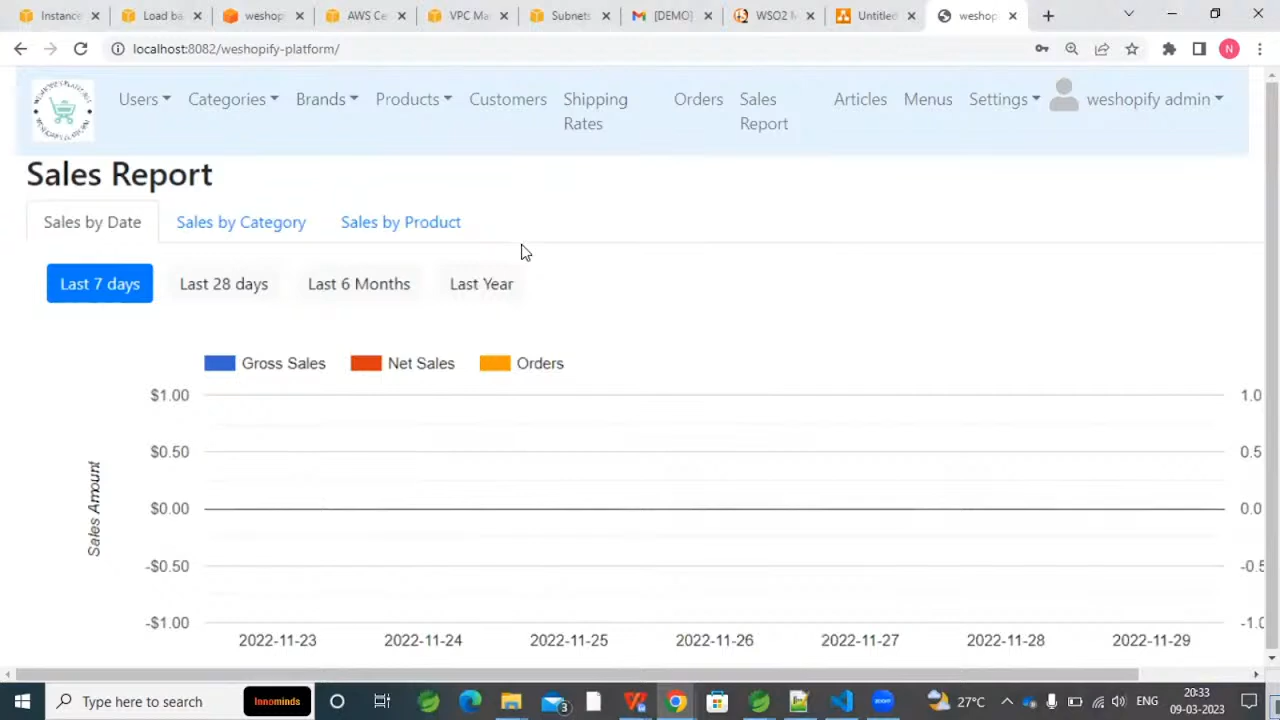 Instance
Load ba
weshop
AWS Ce
VPC Ma
Subnets
[DEMO]
WSO2
Untitled
weshop
localhost:8082/weshopify-platform/
N
Users
Categories
Brands
Products
Customers
Shipping Rates
Orders
Sales Report
Articles
Menus
Settings
weshopify admin
Sales Report
Sales by Date
Sales by Category
Sales by Product
Last 7 days
Last 28 days
Last 6 Months
Last Year
Gross Sales
Net Sales
Orders
$1.00
1.0
$0.50
0.5
$0.00
0.0
-$0.50
-0.5
-$1.00
-1.0
Sales Amount
2022-11-23
2022-11-24
2022-11-25
2022-11-26
2022-11-27
2022-11-28
2022-11-29
Type here to search
Innominds
3
27°C
ENG
20:33
09-03-2023